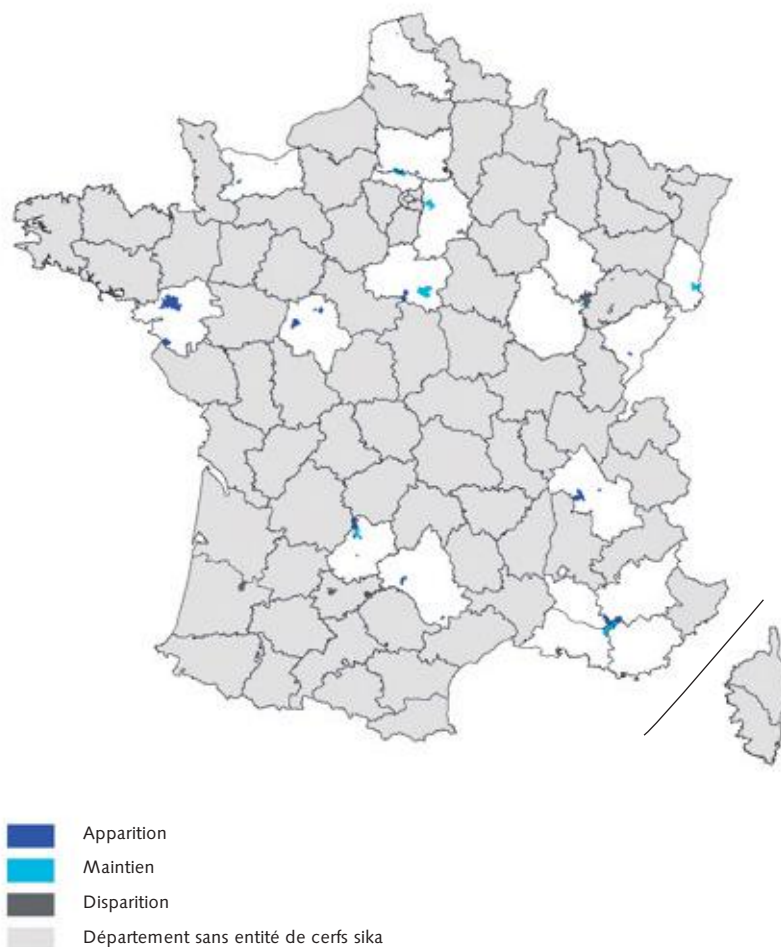 Apparition
Maintien
Disparition
Département sans entité de cerfs sika